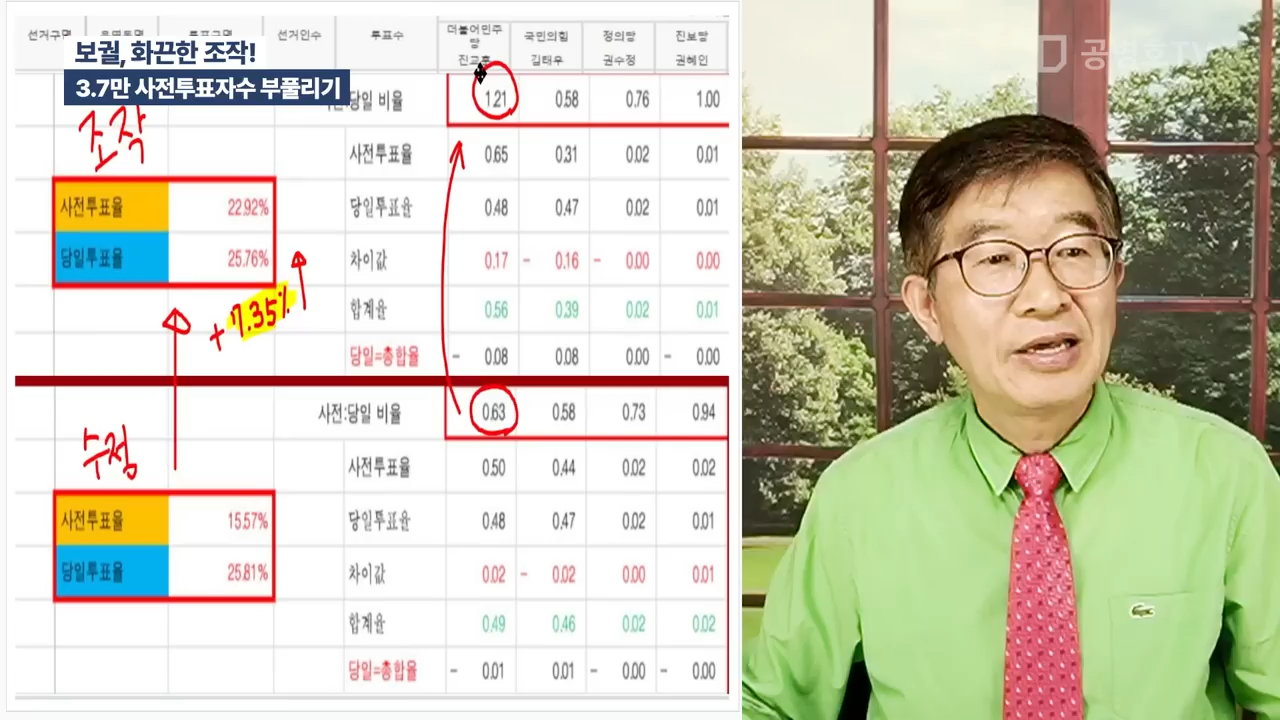 선거구명 투표구명 선거인수 투표수 더불어민주당 국민의힘 정의당 진보당
진교훈 김태우 권수정 권혜인
보궐, 화끈한 조작!
3.7만 사전투표자수 부풀리기
공병호TV
당일 비율 1.21 0.58 0.76 1.00
조작
사전투표율 0.65 0.31 0.02 0.01
사전투표율 22.92% 당일투표율 0.48 0.47 0.02 0.01
당일투표율 25.76% 차이값 0.17 - 0.16 - 0.00 0.00
+7.35%
합계율 0.56 0.39 0.02 0.01
당일=총합율 - 0.08 0.08 0.00 - 0.00
사전:당일 비율 0.63 0.58 0.73 0.94
수정
사전투표율 0.50 0.44 0.02 0.02
사전투표율 15.57% 당일투표율 0.48 0.47 0.02 0.01
당일투표율 25.81% 차이값 0.02 - 0.02 0.00 0.01
합계율 0.49 0.46 0.02 0.02
당일=총합율 - 0.01 0.01 - 0.00 - 0.00